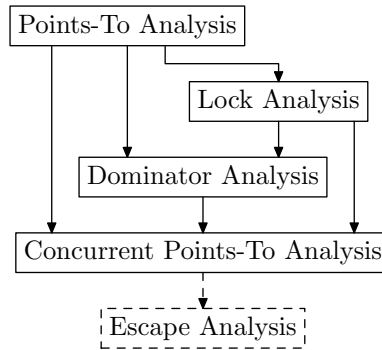 Points-To Analysis
Lock Analysis
Dominator Analysis
Concurrent Points-To Analysis
Escape Analysis